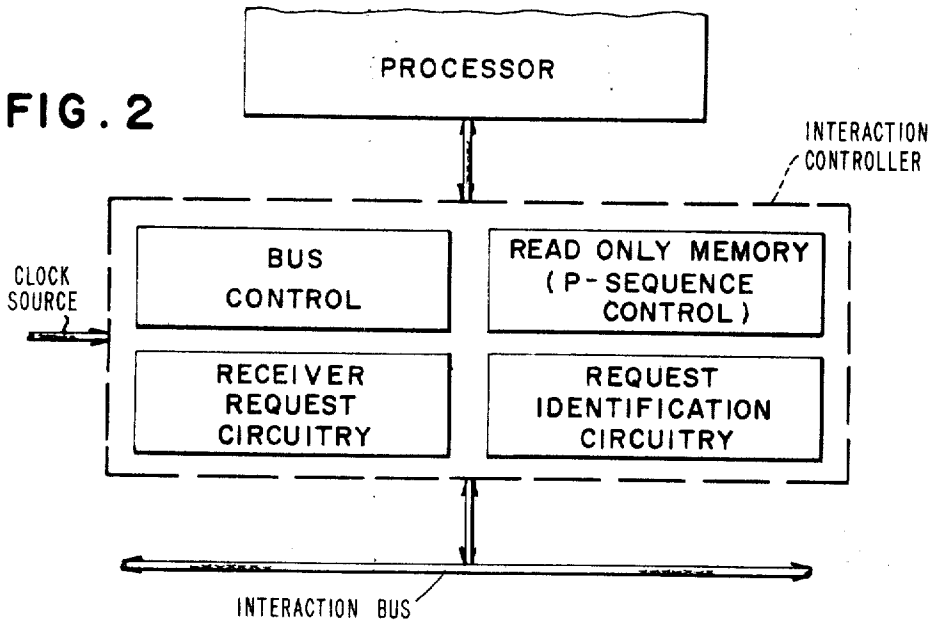 PROCESSOR
FIG. 2
INTERACTION
CONTROLLER
CLOCK
SOURCE
BUS
CONTROL
READ ONLY MEMORY
(P-SEQUENCE
CONTROL)
RECEIVER
REQUEST
CIRCUITRY
REQUEST
IDENTIFICATION
CIRCUITRY
INTERACTION BUS